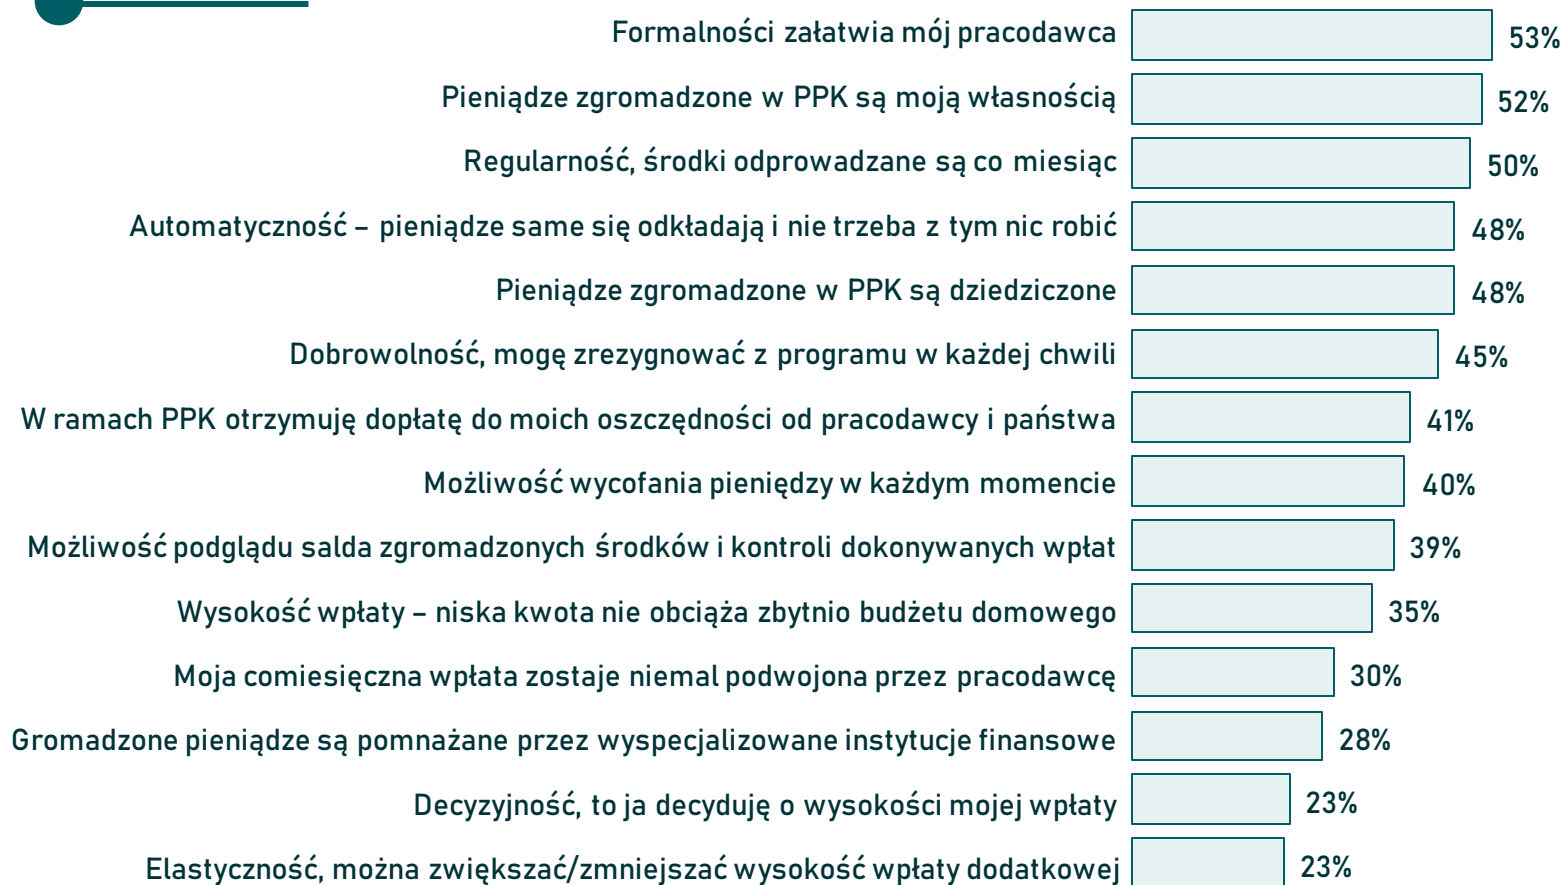 Formalności załatwia mój pracodawca 53%
Pieniądze zgromadzone w PPK są moją własnością 52%
Regularność, środki odprowadzane są co miesiąc 50%
Automatyczność – pieniądze same się odkładają i nie trzeba z tym nic robić 48%
Pieniądze zgromadzone w PPK są dziedziczone 48%
Dobrowolność, mogę zrezygnować z programu w każdej chwili 45%
W ramach PPK otrzymuję dopłatę do moich oszczędności od pracodawcy i państwa 41%
Możliwość wycofania pieniędzy w każdym momencie 40%
Możliwość podglądu salda zgromadzonych środków i kontroli dokonywanych wpłat 39%
Wysokość wpłaty – niska kwota nie obciąża zbytnio budżetu domowego 35%
Moja comiesięczna wpłata zostaje niemal podwojona przez pracodawcę 30%
Gromadzone pieniądze są pomnażane przez wyspecjalizowane instytucje finansowe 28%
Decyzyjność, to ja decyduję o wysokości mojej wpłaty 23%
Elastyczność, można zwiększać/zmniejszać wysokość wpłaty dodatkowej 23%